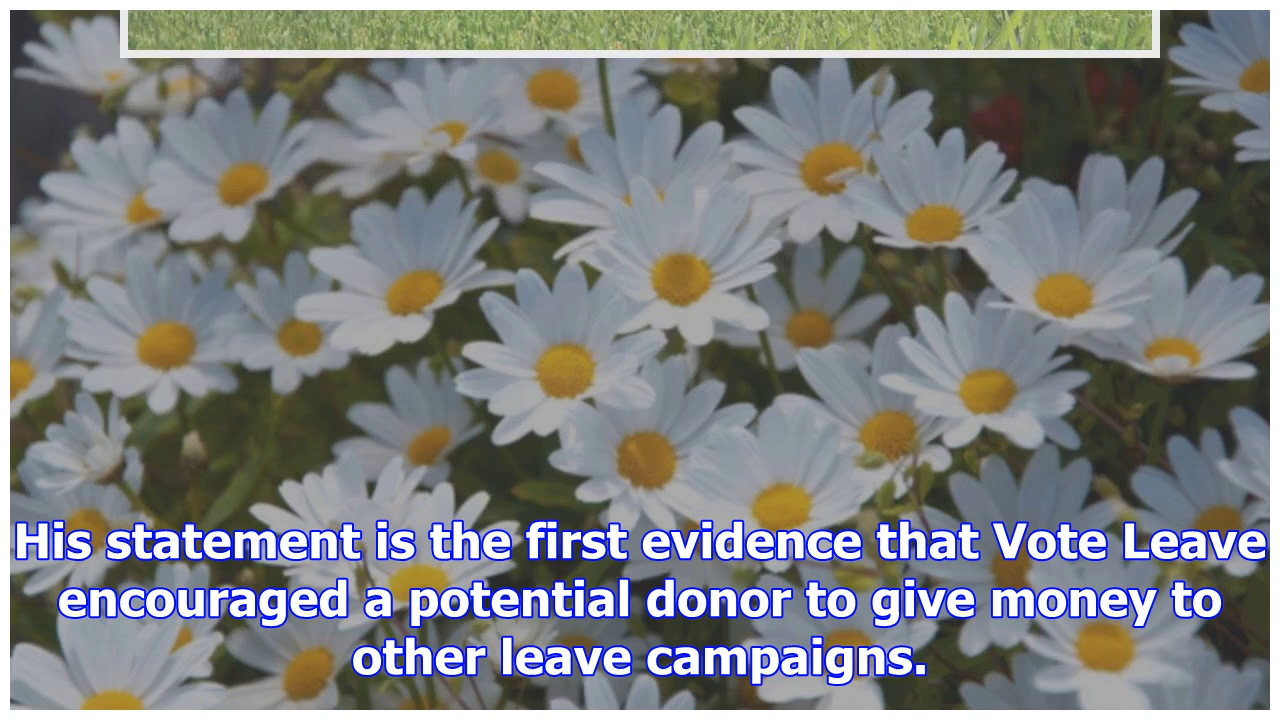 His statement is the first evidence that Vote Leave
encouraged a potential donor to give money to
other leave campaigns.